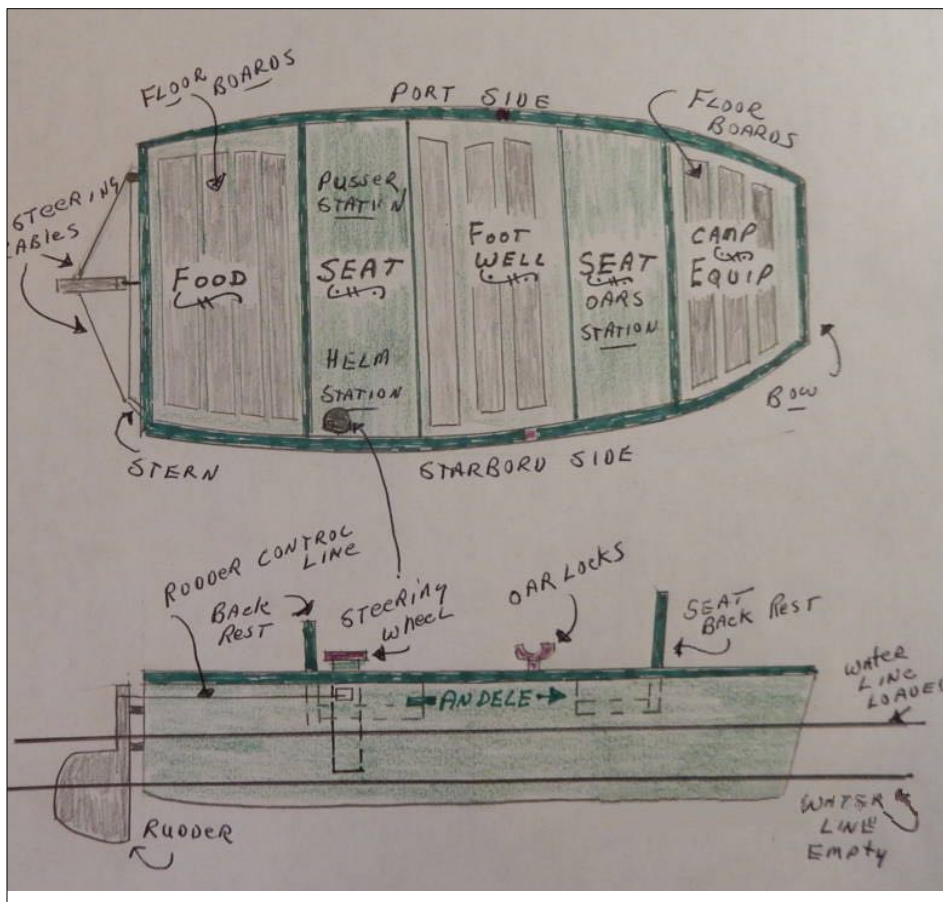 FLOOR BOARDS
PORT SIDE
FLOOR
BOARDS
STEERING
CABLES
PUSSER
STATION
FOOD
SEAT
FOOT
WELL
SEAT
OARS
STATION
CAMP
EQUIP
HELM
STATION
BOW
STERN
STARBORD SIDE
RUDDER CONTROL
LINE
BACK
REST
STEERING
WHEEL
OAR LOCKS
SEAT
BACK REST
WATER
LINE
LOADED
ANDELE
RUDDER
WATER
LINE
EMPTY